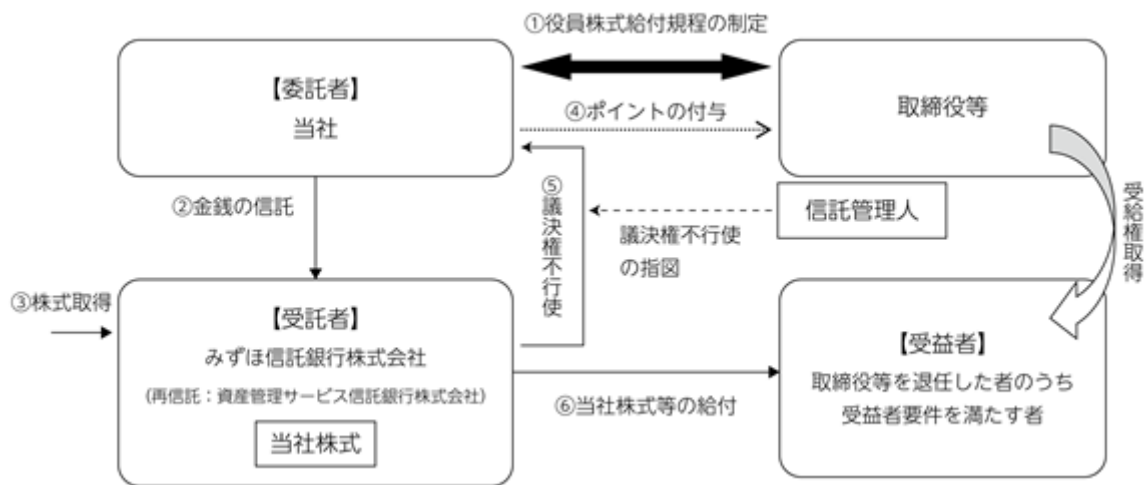 ①役員株式給付規程の制定
【委託者】
当社
④ポイントの付与
取締役等
②金銭の信託
⑤議決権不行使
議決権不行使
の指図
信託管理人
受給権取得
③株式取得
【受託者】
みずほ信託銀行株式会社
(再信託：資産管理サービス信託銀行株式会社)
当社株式
⑥当社株式等の給付
【受益者】
取締役等を退任した者のうち
受益者要件を満たす者